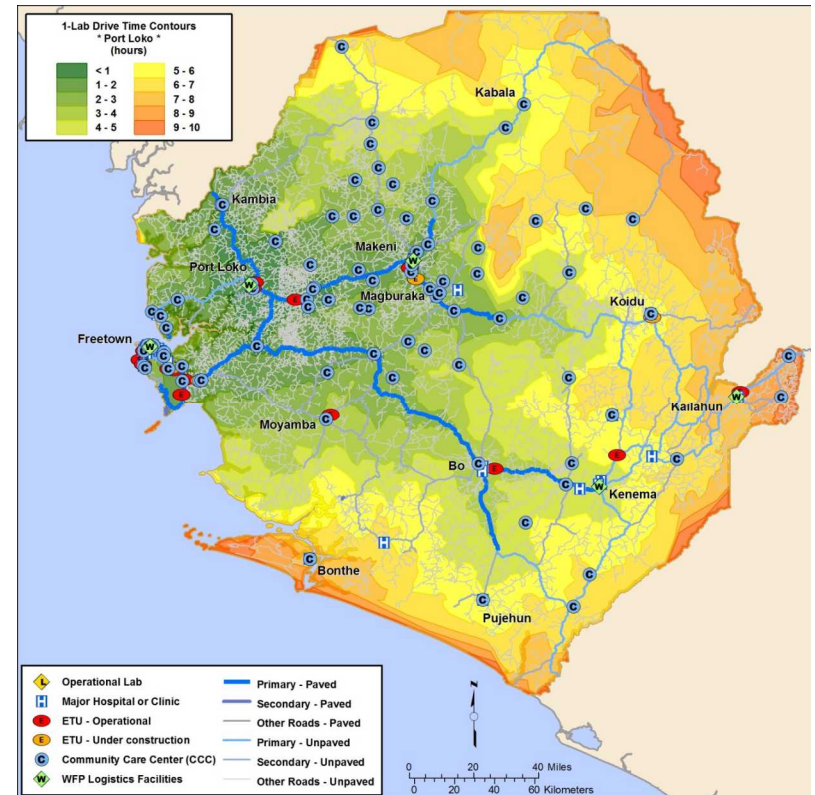 1-Lab Drive Time Contours
* Port Loko *
(hours)
< 1
1 - 2
2 - 3
3 - 4
4 - 5
5 - 6
6 - 7
7 - 8
8 - 9
9 - 10
Kabala
Kambia
Makeni
Port Loko
Magburaka
Koidu
Freetown
Kailahun
Moyamba
Bo
Kenema
Bonthe
Pujehun
L Operational Lab
H Major Hospital or Clinic
E ETU - Operational
E ETU - Under construction
C Community Care Center (CCC)
W WFP Logistics Facilities
Primary - Paved
Secondary - Paved
Other Roads - Paved
Primary - Unpaved
Secondary - Unpaved
Other Roads - Unpaved
N
0 20 40 Miles
0 20 40 60 Kilometers